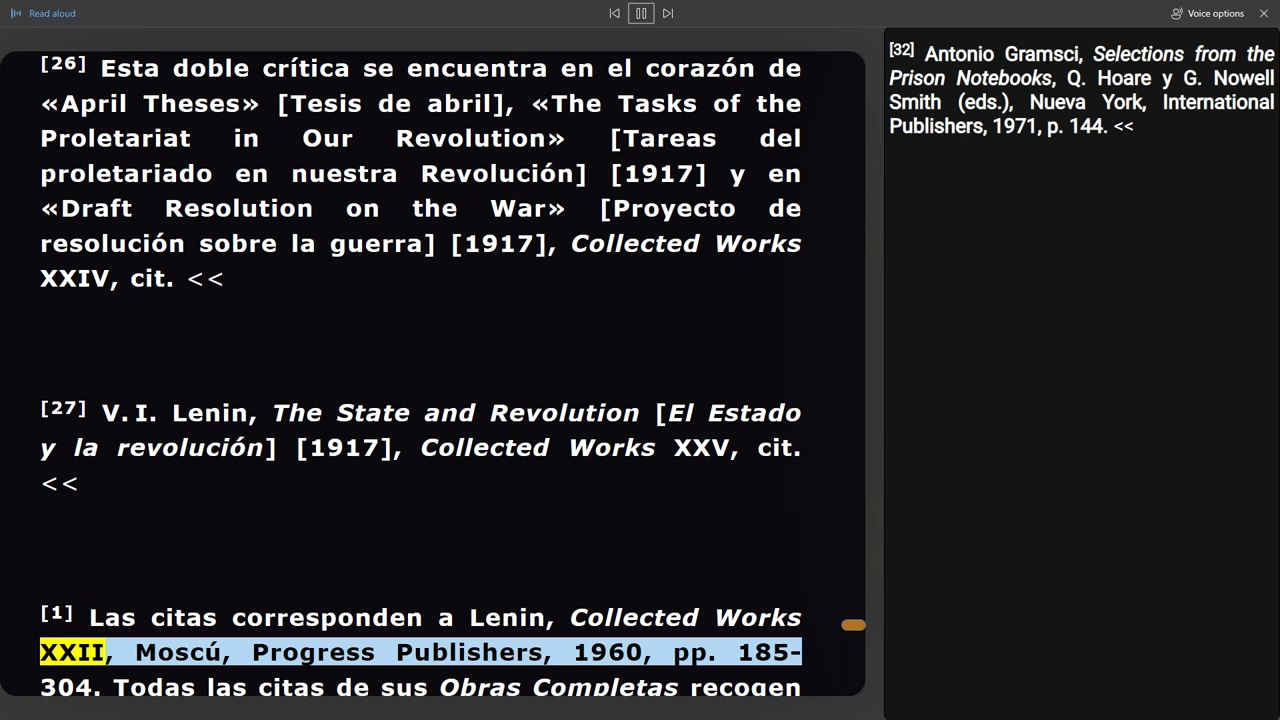 Read aloud
Voice options
[26] Esta doble crítica se encuentra en el corazón de
«April Theses» [Tesis de abril], «The Tasks of the
Proletariat in Our Revolution» [Tareas del
proletariado en nuestra Revolución] [1917] y en
«Draft Resolution on the War» [Proyecto de
resolución sobre la guerra] [1917], Collected Works
XXIV, cit. <<
[27] V. I. Lenin, The State and Revolution [El Estado
y la revolución] [1917], Collected Works XXV, cit.
<<
[1] Las citas corresponden a Lenin, Collected Works
XXII, Moscú, Progress Publishers, 1960, pp. 185-
304. Todas las citas de sus Obras Completas recogen
[32] Antonio Gramsci, Selections from the
Prison Notebooks, Q. Hoare y G. Nowell
Smith (eds.), Nueva York, International
Publishers, 1971, p. 144. <<